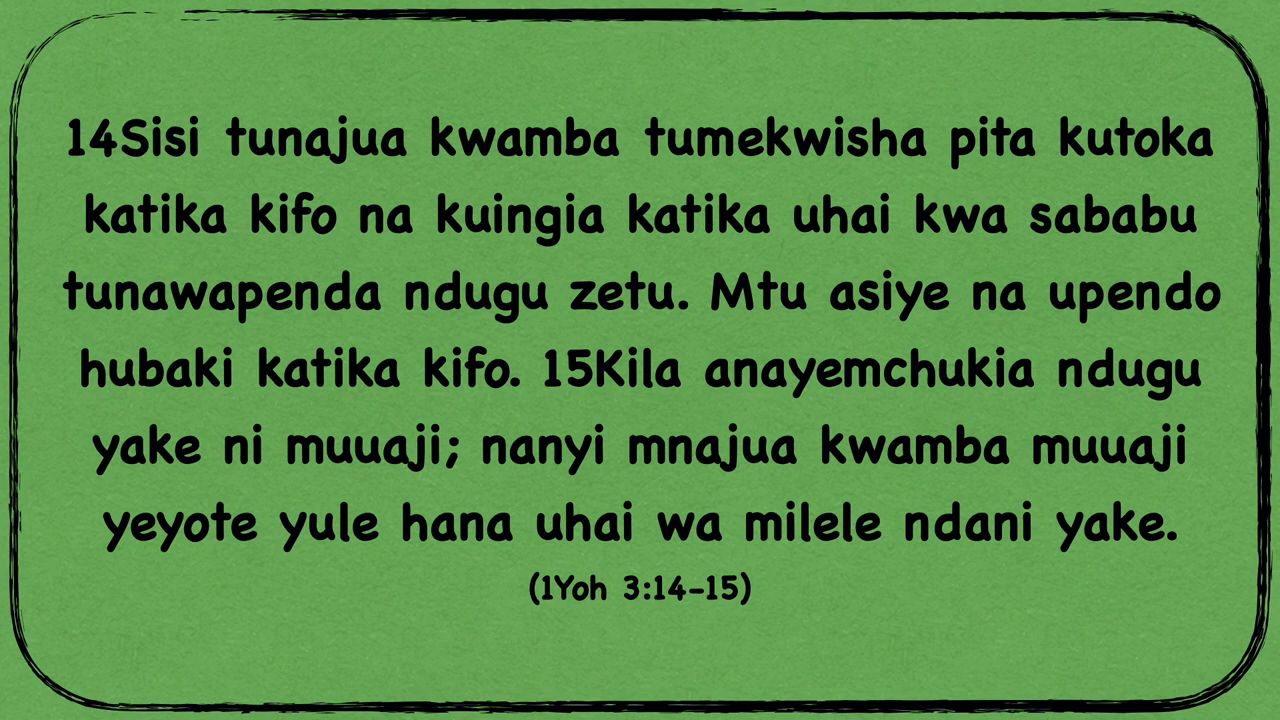 14Sisi tunajua kwamba tumekwisha pita kutoka
katika kifo na kuingia katika uhai kwa sababu
tunawapenda ndugu zetu. Mtu asiye na upendo
hubaki katika kifo. 15Kila anayemchukia ndugu
yake ni muuaji; nanyi mnajua kwamba muuaji
yeyote yule hana uhai wa milele ndani yake.
(1Yoh 3:14-15)